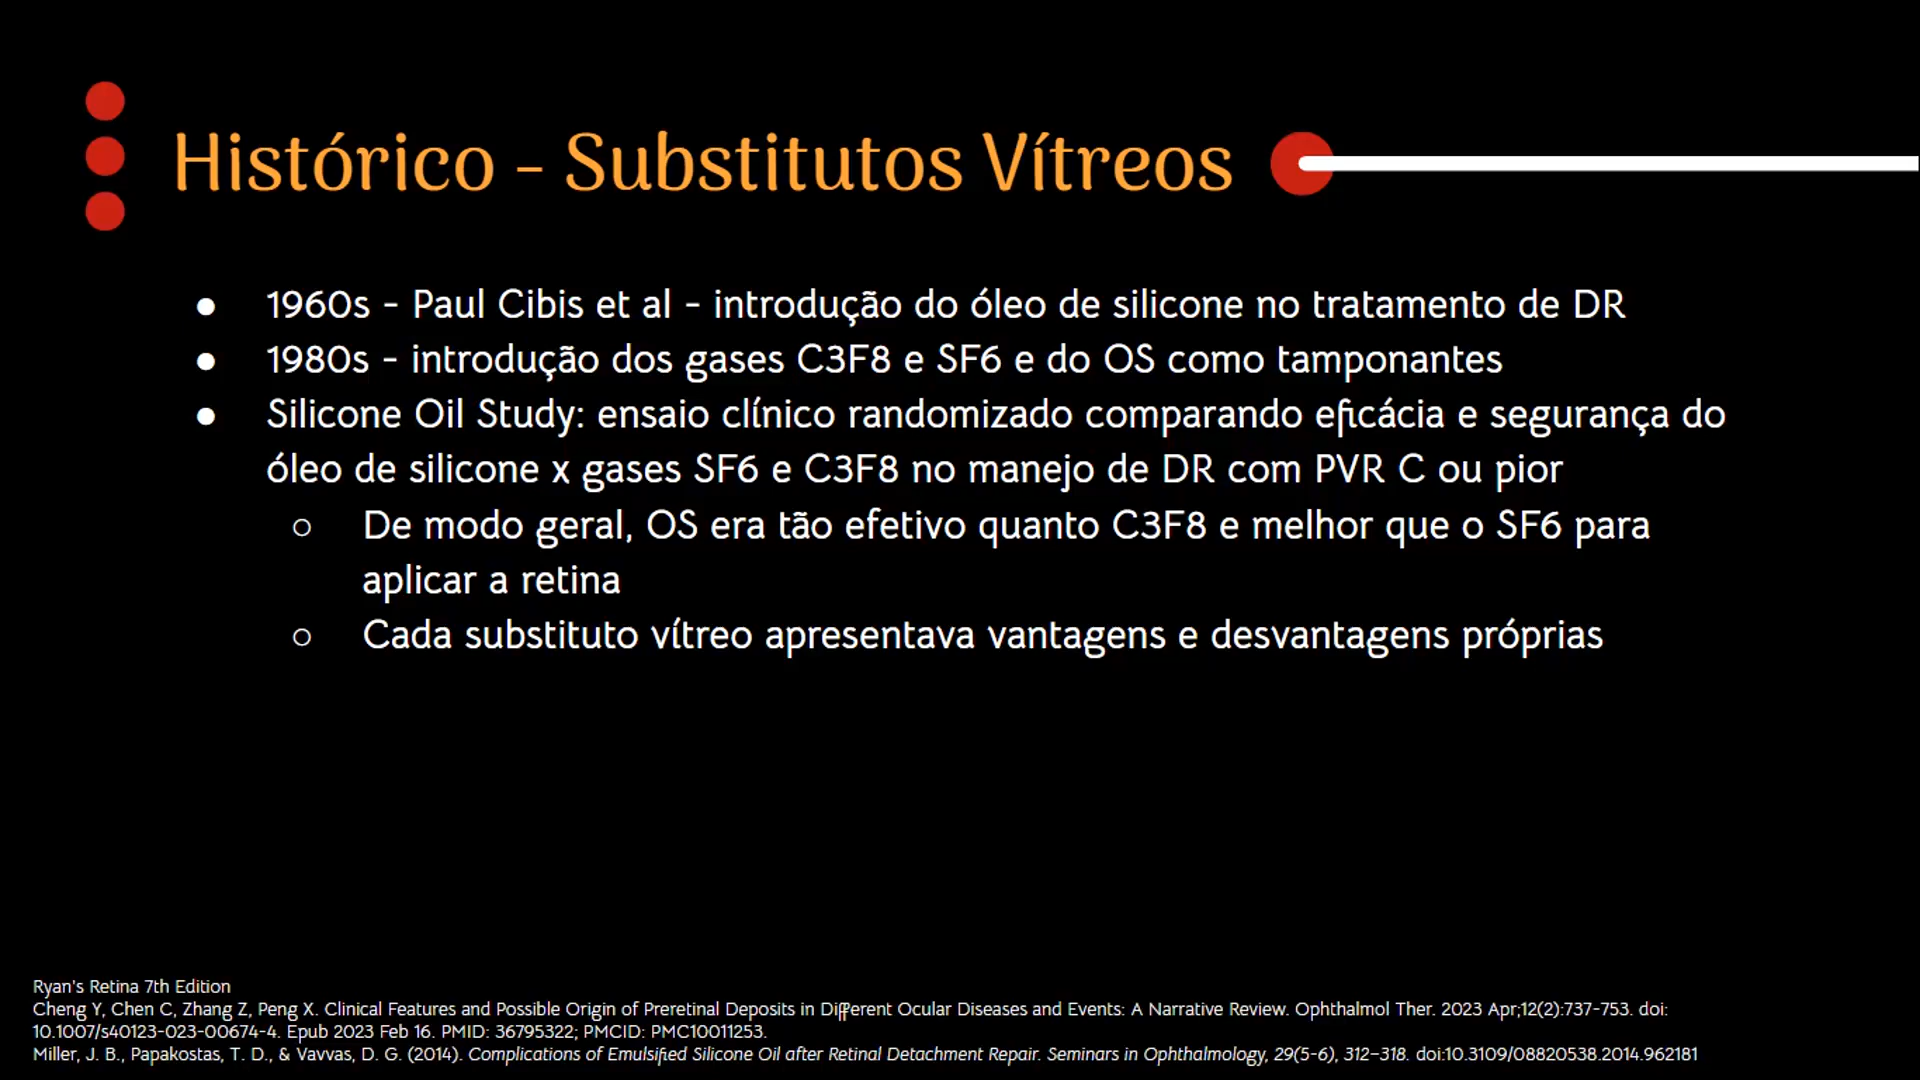 Histórico - Substitutos Vítreos
● 1960s - Paul Cibis et al - introdução do óleo de silicone no tratamento de DR
● 1980s - introdução dos gases C3F8 e SF6 e do OS como tamponantes
● Silicone Oil Study: ensaio clínico randomizado comparando eficácia e segurança do
óleo de silicone x gases SF6 e C3F8 no manejo de DR com PVR C ou pior
○ De modo geral, OS era tão efetivo quanto C3F8 e melhor que o SF6 para
aplicar a retina
○ Cada substituto vítreo apresentava vantagens e desvantagens próprias
Ryan's Retina 7th Edition
Cheng Y, Chen C, Zhang Z, Peng X. Clinical Features and Possible Origin of Preretinal Deposits in Different Ocular Diseases and Events: A Narrative Review. Ophthalmol Ther. 2023 Apr;12(2):737-753. doi:
10.1007/s40123-023-00674-4. Epub 2023 Feb 16. PMID: 36795322; PMCID: PMC10011253.
Miller, J. B., Papakostas, T. D., & Vavvas, D. G. (2014). Complications of Emulsified Silicone Oil after Retinal Detachment Repair. Seminars in Ophthalmology, 29(5-6), 312–318. doi:10.3109/08820538.2014.962181